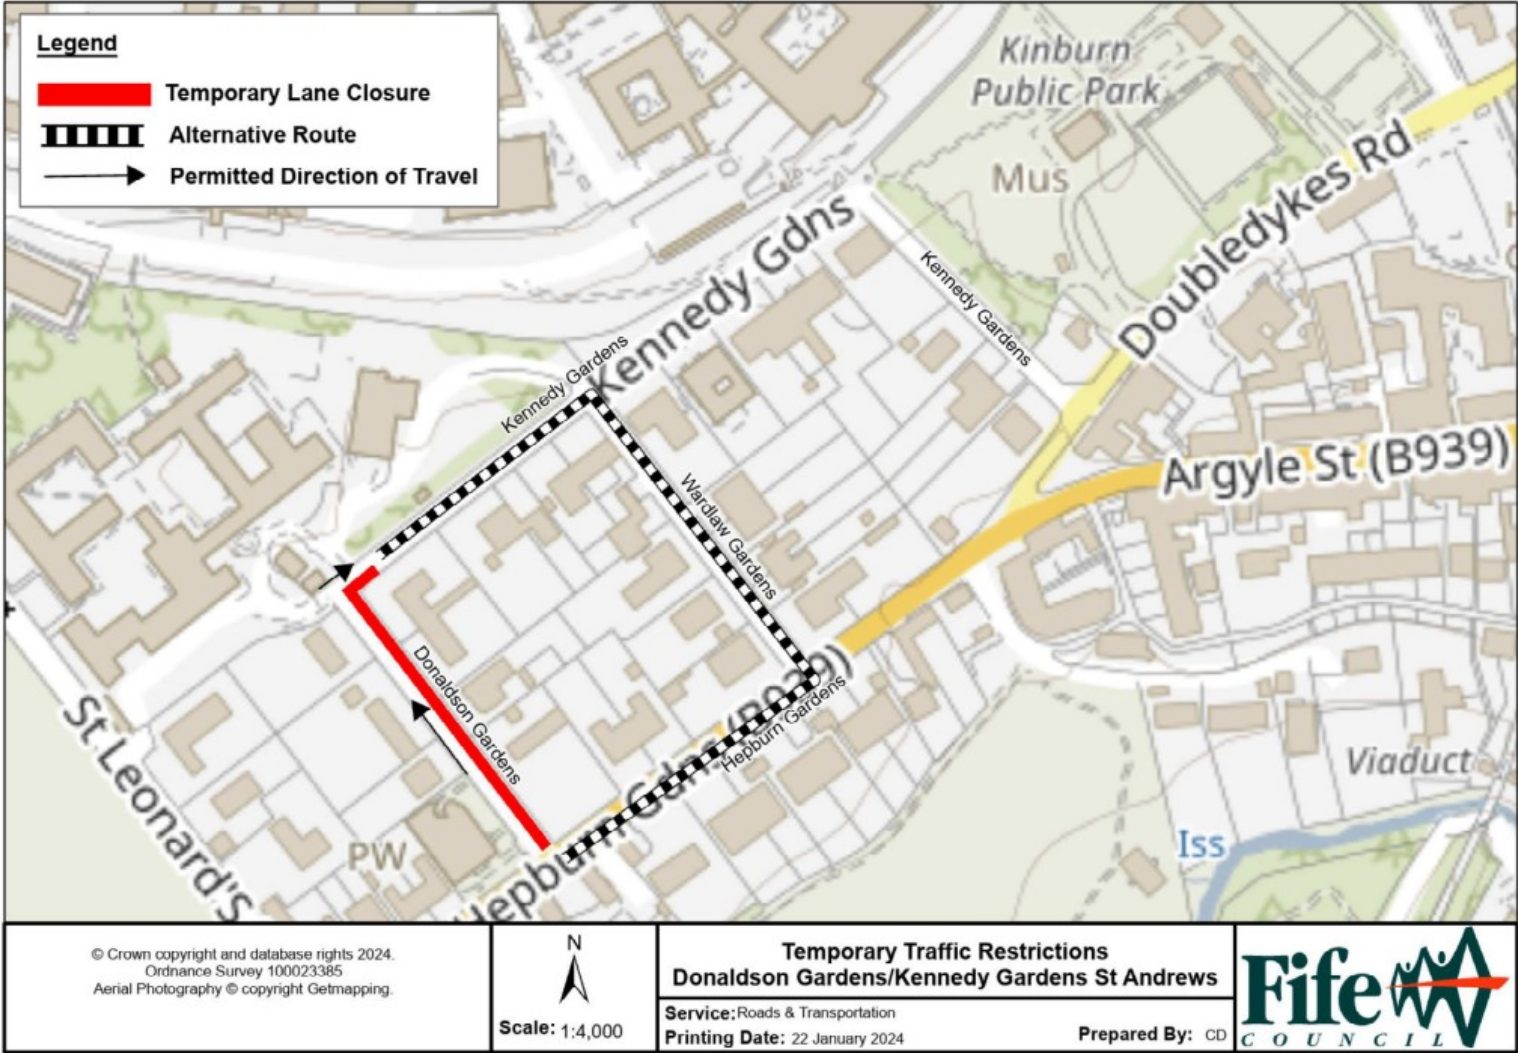 Legend
Temporary Lane Closure
Alternative Route
Permitted Direction of Travel
Kinburn
Public Park
Mus
Doubledykes Rd
Kennedy Gdns
Kennedy Gardens
Kennedy Gardens
Argyle St (B939)
Wardlaw Gardens
Donaldson Gardens
Hepburn Gdns (B939)
Hepburn Gardens
St Leonard'S
PW
Viaduct
Iss
© Crown copyright and database rights 2024.
Ordnance Survey 100023385
Aerial Photography © copyright Getmapping.
N
Scale: 1:4,000
Temporary Traffic Restrictions
Donaldson Gardens/Kennedy Gardens St Andrews
Service: Roads & Transportation
Printing Date: 22 January 2024
Prepared By: CD
Fife
COUNCIL